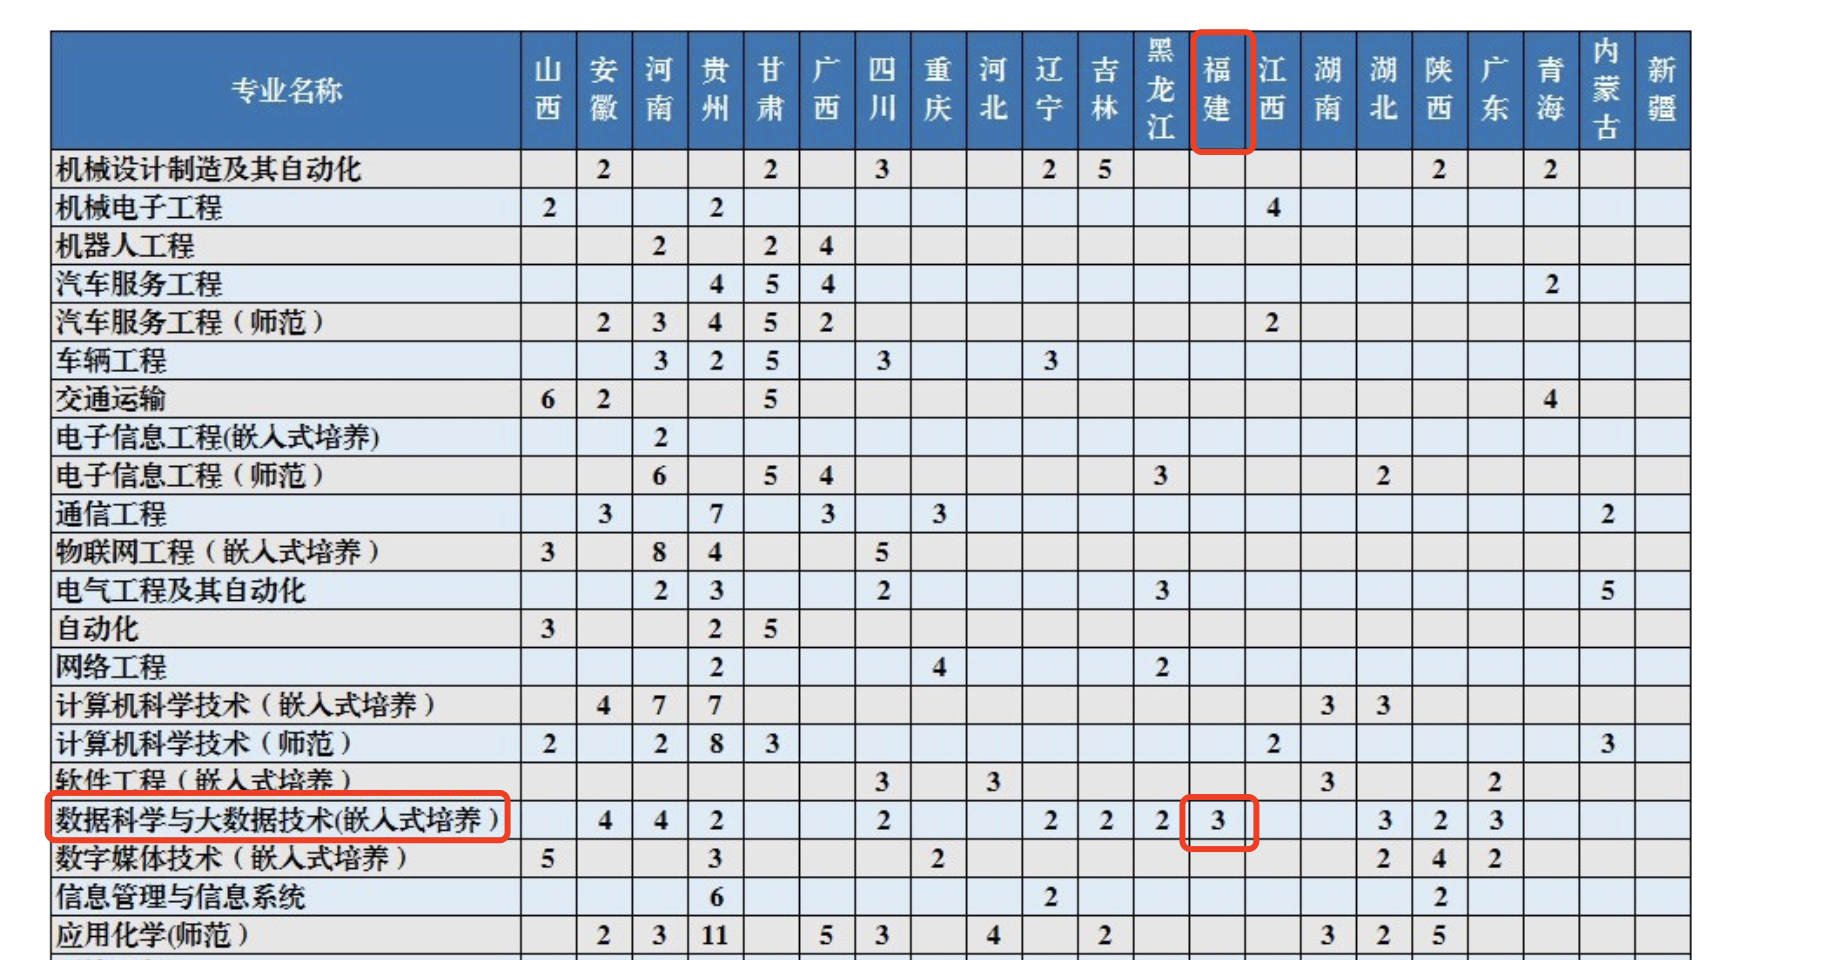 专业名称 山西 安徽 河南 贵州 甘肃 广西 四川 重庆 河北 辽宁 吉林 黑龙江 福建 江西 湖南 湖北 陕西 广东 青海 内蒙古 新疆
机械设计制造及其自动化 2 2 3 2 5 2 2
机械电子工程 2 2 4
机器人工程 2 2 4
汽车服务工程 4 5 4 2
汽车服务工程（师范） 2 3 4 5 2 2
车辆工程 3 2 5 3 3
交通运输 6 2 5 4
电子信息工程(嵌入式培养) 2
电子信息工程（师范） 6 5 4 3 2
通信工程 3 7 3 3 2
物联网工程（嵌入式培养） 3 8 4 5
电气工程及其自动化 2 3 2 3 5
自动化 3 2 5
网络工程 2 4 2
计算机科学技术（嵌入式培养） 4 7 7 3 3
计算机科学技术（师范） 2 2 8 3 2 3
软件工程（嵌入式培养） 3 3 3 2
数据科学与大数据技术(嵌入式培养） 4 4 2 2 2 2 2 3 3 2 3
数字媒体技术（嵌入式培养） 5 3 2 2 4 2
信息管理与信息系统 6 2 2
应用化学(师范） 2 3 11 5 3 4 2 3 2 5